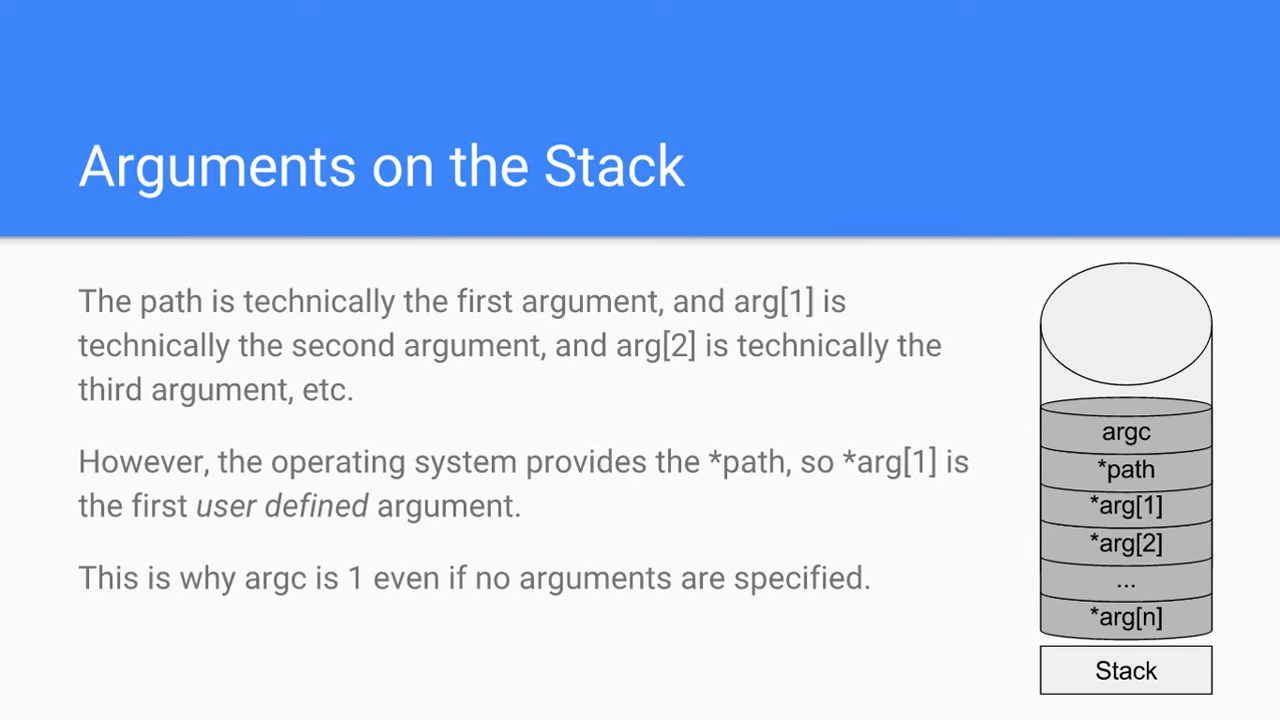 Arguments on the Stack
The path is technically the first argument, and arg[1] is
technically the second argument, and arg[2] is technically the
third argument, etc.
However, the operating system provides the *path, so *arg[1] is
the first user defined argument.
This is why argc is 1 even if no arguments are specified.
argc
*path
*arg[1]
*arg[2]
...
*arg[n]
Stack